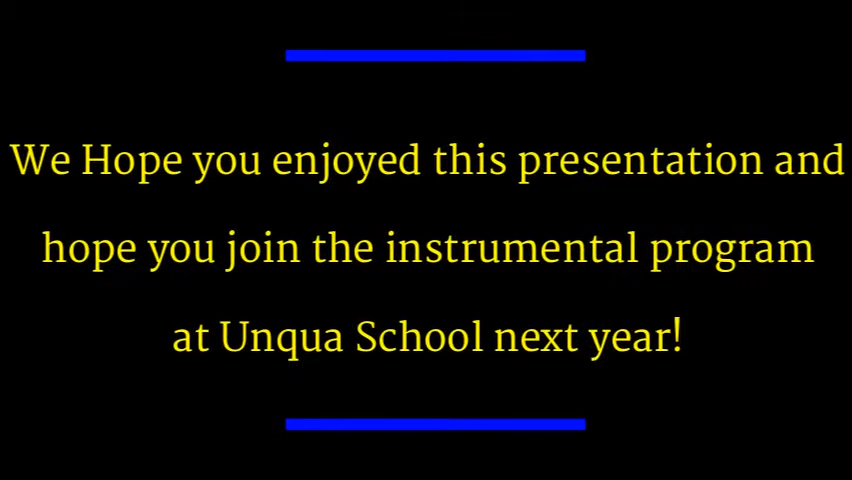 We Hope you enjoyed this presentation and
hope you join the instrumental program
at Unqua School next year!